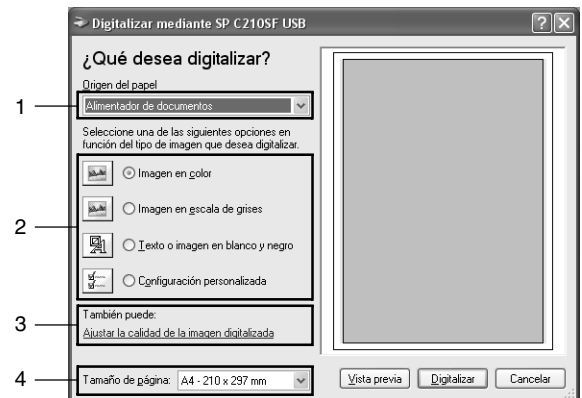 Digitalizar mediante SP C210SF USB
¿Qué desea digitalizar?
Origen del papel
1
Alimentador de documentos
Seleccione una de las siguientes opciones en
función del tipo de imagen que desea digitalizar.
2
Imagen en color
Imagen en escala de grises
Texto o imagen en blanco y negro
Configuración personalizada
3
También puede:
Ajustar la calidad de la imagen digitalizada
4
Tamaño de página: A4 - 210 x 297 mm
Vista previa Digitalizar Cancelar